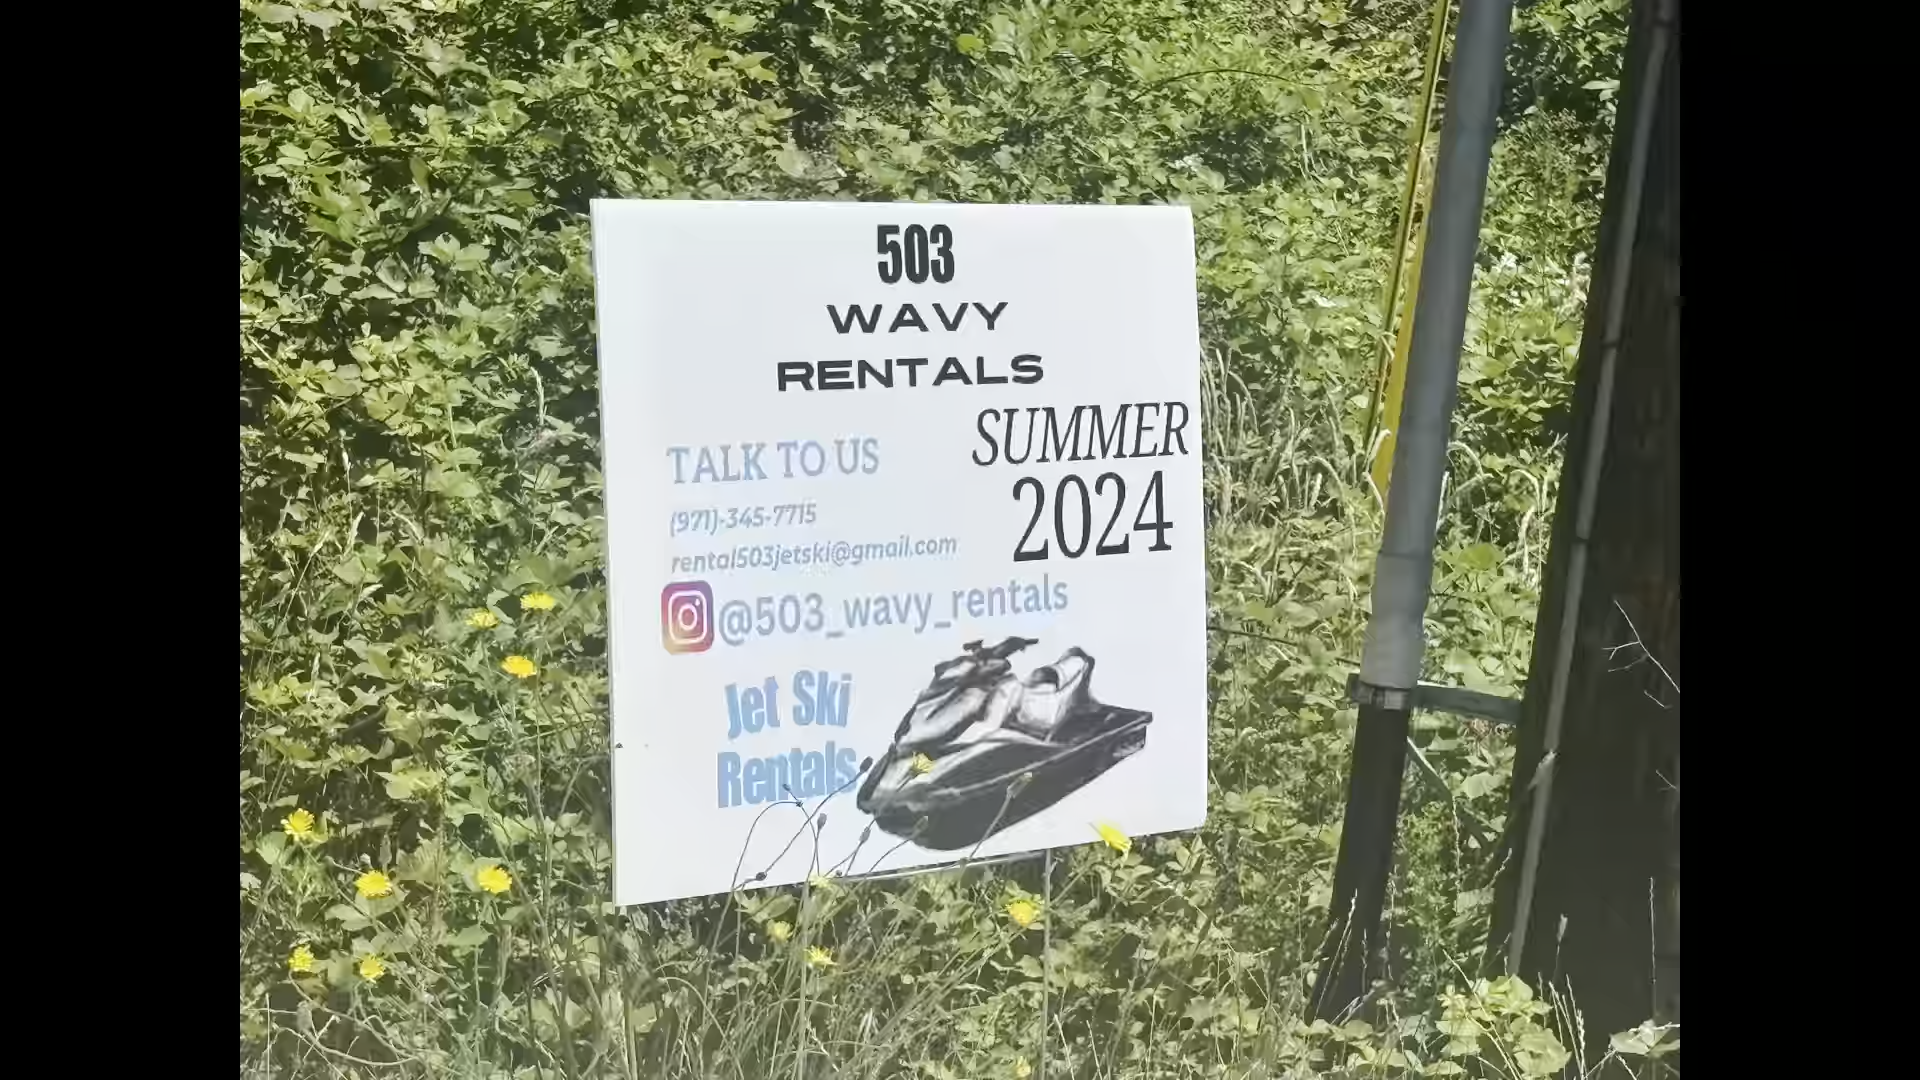 503
WAVY
RENTALS
SUMMER
2024
TALK TO US
(971)-345-7715
rental503jetski@gmail.com
@503_wavy_rentals
Jet Ski
Rentals